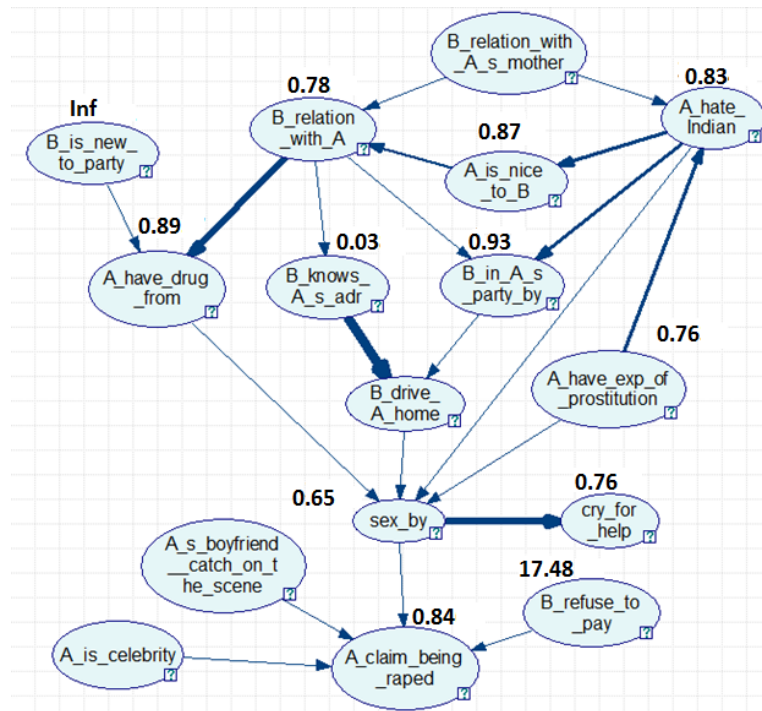 B_relation_with
_A_s_mother
?
0.78
0.83
B_relation
_with_A
?
A_hate_
Indian
?
Inf
B_is_new_
to_party
?
0.87
A_is_nice
_to_B
?
0.89
A_have_drug
_from
?
0.03
B_knows_
A_s_adr
?
0.93
B_in_A_s
_party_by
?
0.76
A_have_exp_of
_prostitution
?
B_drive_
A_home
?
0.65
sex_by
?
0.76
cry_for
_help
?
A_s_boyfriend
__catch_on_t
he_scene
?
17.48
B_refuse_to
_pay
?
A_is_celebrity
?
0.84
A_claim_being
_raped
?